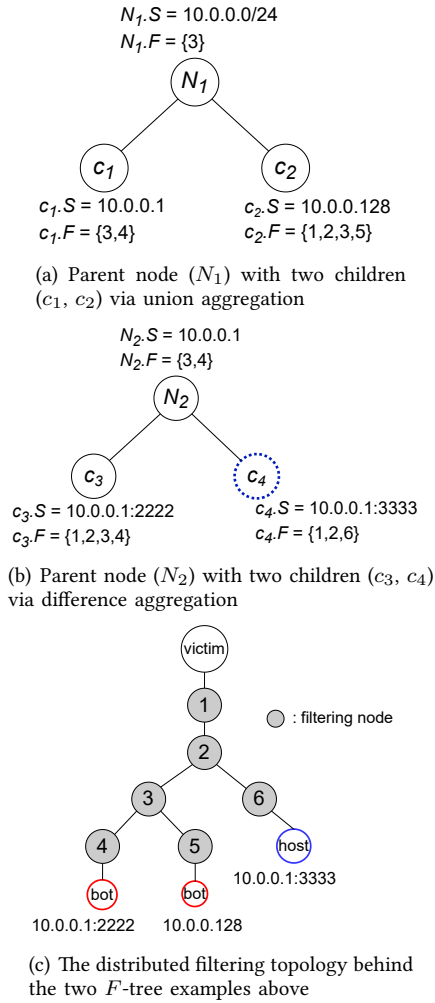 N₁.S = 10.0.0.0/24
N₁.F = {3}
N₁
c₁
c₂
c₁.S = 10.0.0.1
c₁.F = {3,4}
c₂.S = 10.0.0.128
c₂.F = {1,2,3,5}
(a) Parent node (N₁) with two children
(c₁, c₂) via union aggregation
N₂.S = 10.0.0.1
N₂.F = {3,4}
N₂
c₃
c₄
c₃.S = 10.0.0.1:2222
c₃.F = {1,2,3,4}
c₄.S = 10.0.0.1:3333
c₄.F = {1,2,6}
(b) Parent node (N₂) with two children (c₃, c₄)
via difference aggregation
victim
1
: filtering node
2
3
6
4
5
host
bot
bot
10.0.0.1:3333
10.0.0.1:2222
10.0.0.128
(c) The distributed filtering topology behind
the two F-tree examples above